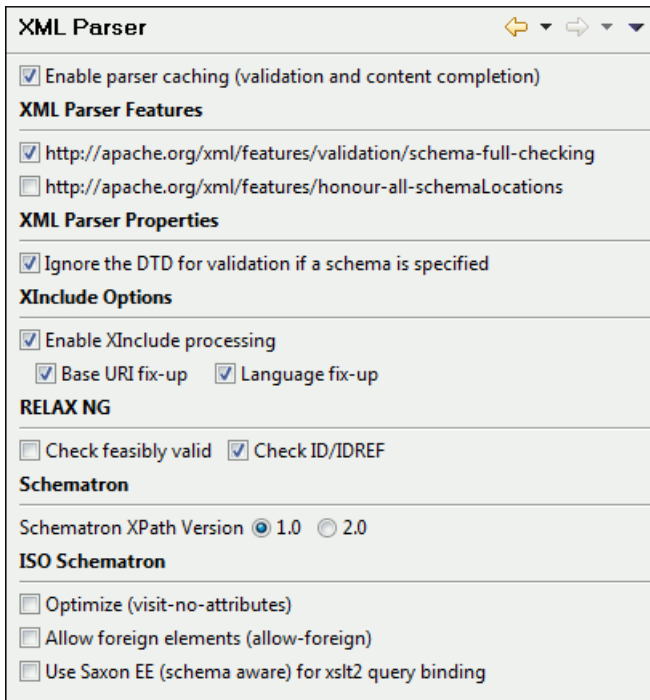 XML Parser
Enable parser caching (validation and content completion)
XML Parser Features
http://apache.org/xml/features/validation/schema-full-checking
http://apache.org/xml/features/honour-all-schemaLocations
XML Parser Properties
Ignore the DTD for validation if a schema is specified
XInclude Options
Enable XInclude processing
Base URI fix-up Language fix-up
RELAX NG
Check feasibly valid Check ID/IDREF
Schematron
Schematron XPath Version 1.0 2.0
ISO Schematron
Optimize (visit-no-attributes)
Allow foreign elements (allow-foreign)
Use Saxon EE (schema aware) for xslt2 query binding